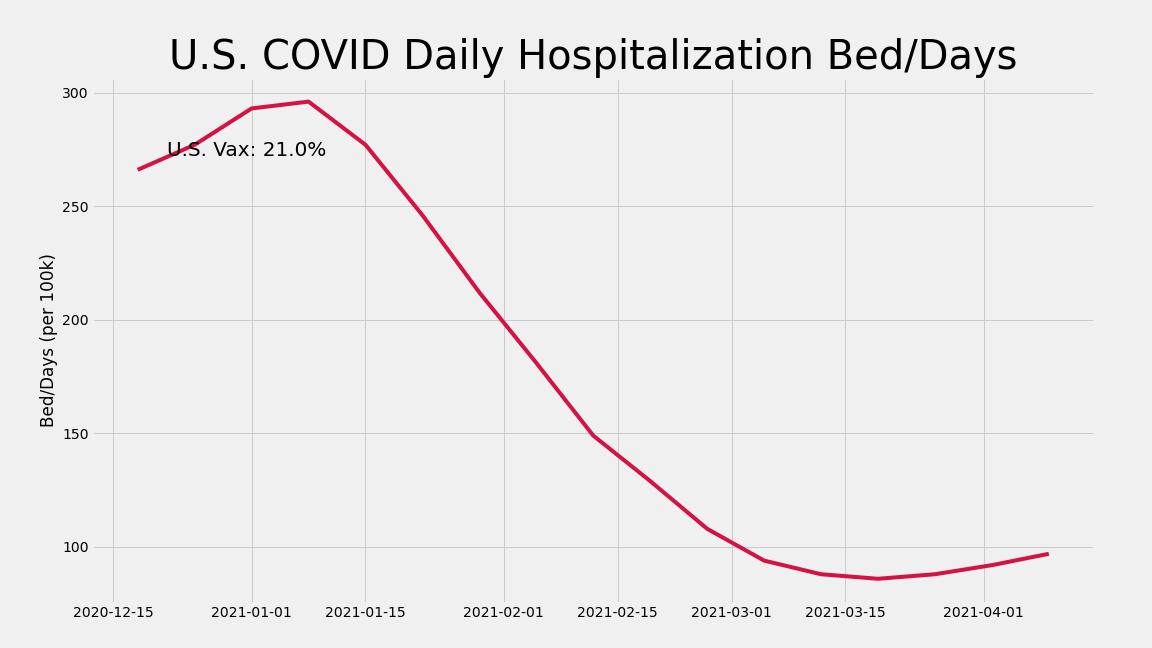 U.S. COVID Daily Hospitalization Bed/Days
300
U.S. Vax: 21.0%
250
200
Bed/Days (per 100k)
150
100
2020-12-15 2021-01-01 2021-01-15 2021-02-01 2021-02-15 2021-03-01 2021-03-15 2021-04-01